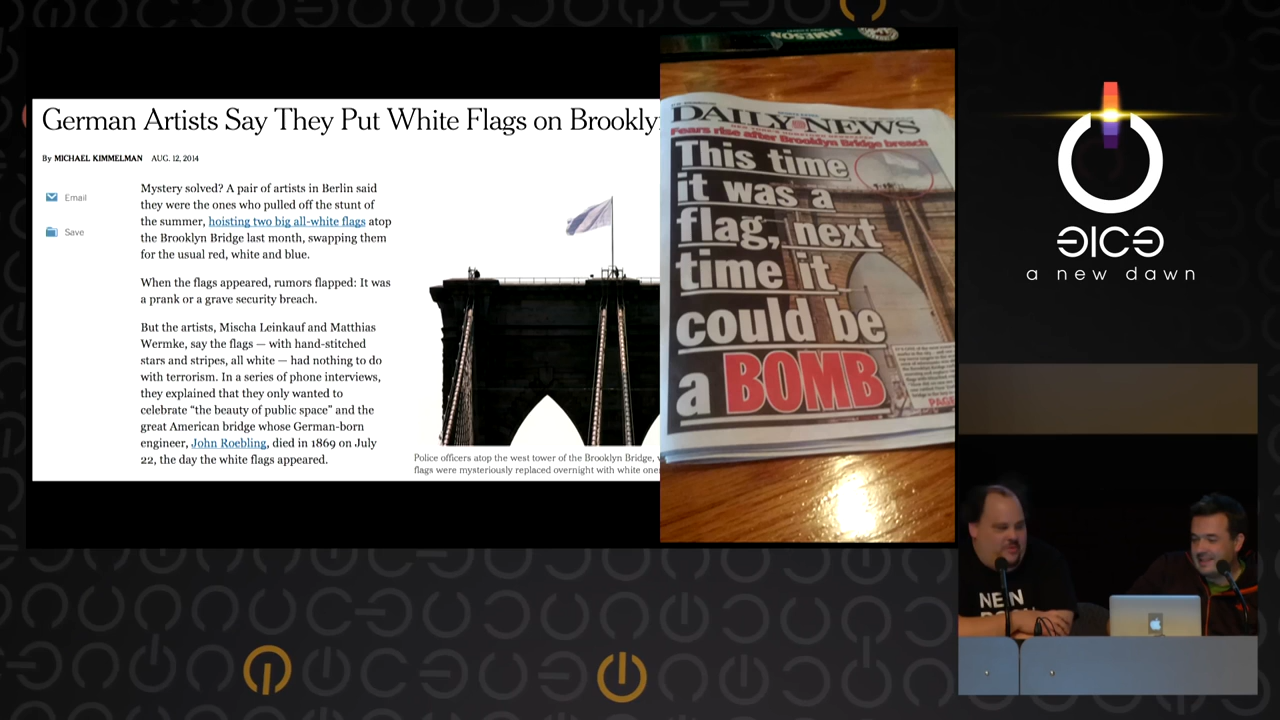 German Artists Say They Put White Flags on Brookly
By MICHAEL KIMMELMAN AUG. 12, 2014
Email
Save
Mystery solved? A pair of artists in Berlin said
they were the ones who pulled off the stunt of
the summer, hoisting two big all-white flags atop
the Brooklyn Bridge last month, swapping them
for the usual red, white and blue.
When the flags appeared, rumors flapped: It was
a prank or a grave security breach.
But the artists, Mischa Leinkauf and Matthias
Wermke, say the flags — with hand-stitched
stars and stripes, all white — had nothing to do
with terrorism. In a series of phone interviews,
they explained that they only wanted to
celebrate “the beauty of public space” and the
great American bridge whose German-born
engineer, John Roebling, died in 1869 on July
22, the day the white flags appeared.
Police officers atop the west tower of the Brooklyn Bridge, w
flags were mysteriously replaced overnight with white one
JAMESON
DAILY NEWS
Fears rise after Brooklyn Bridge breach
This time
it was a
flag, next
time it
could be
a BOMB
a new dawn
NEIN